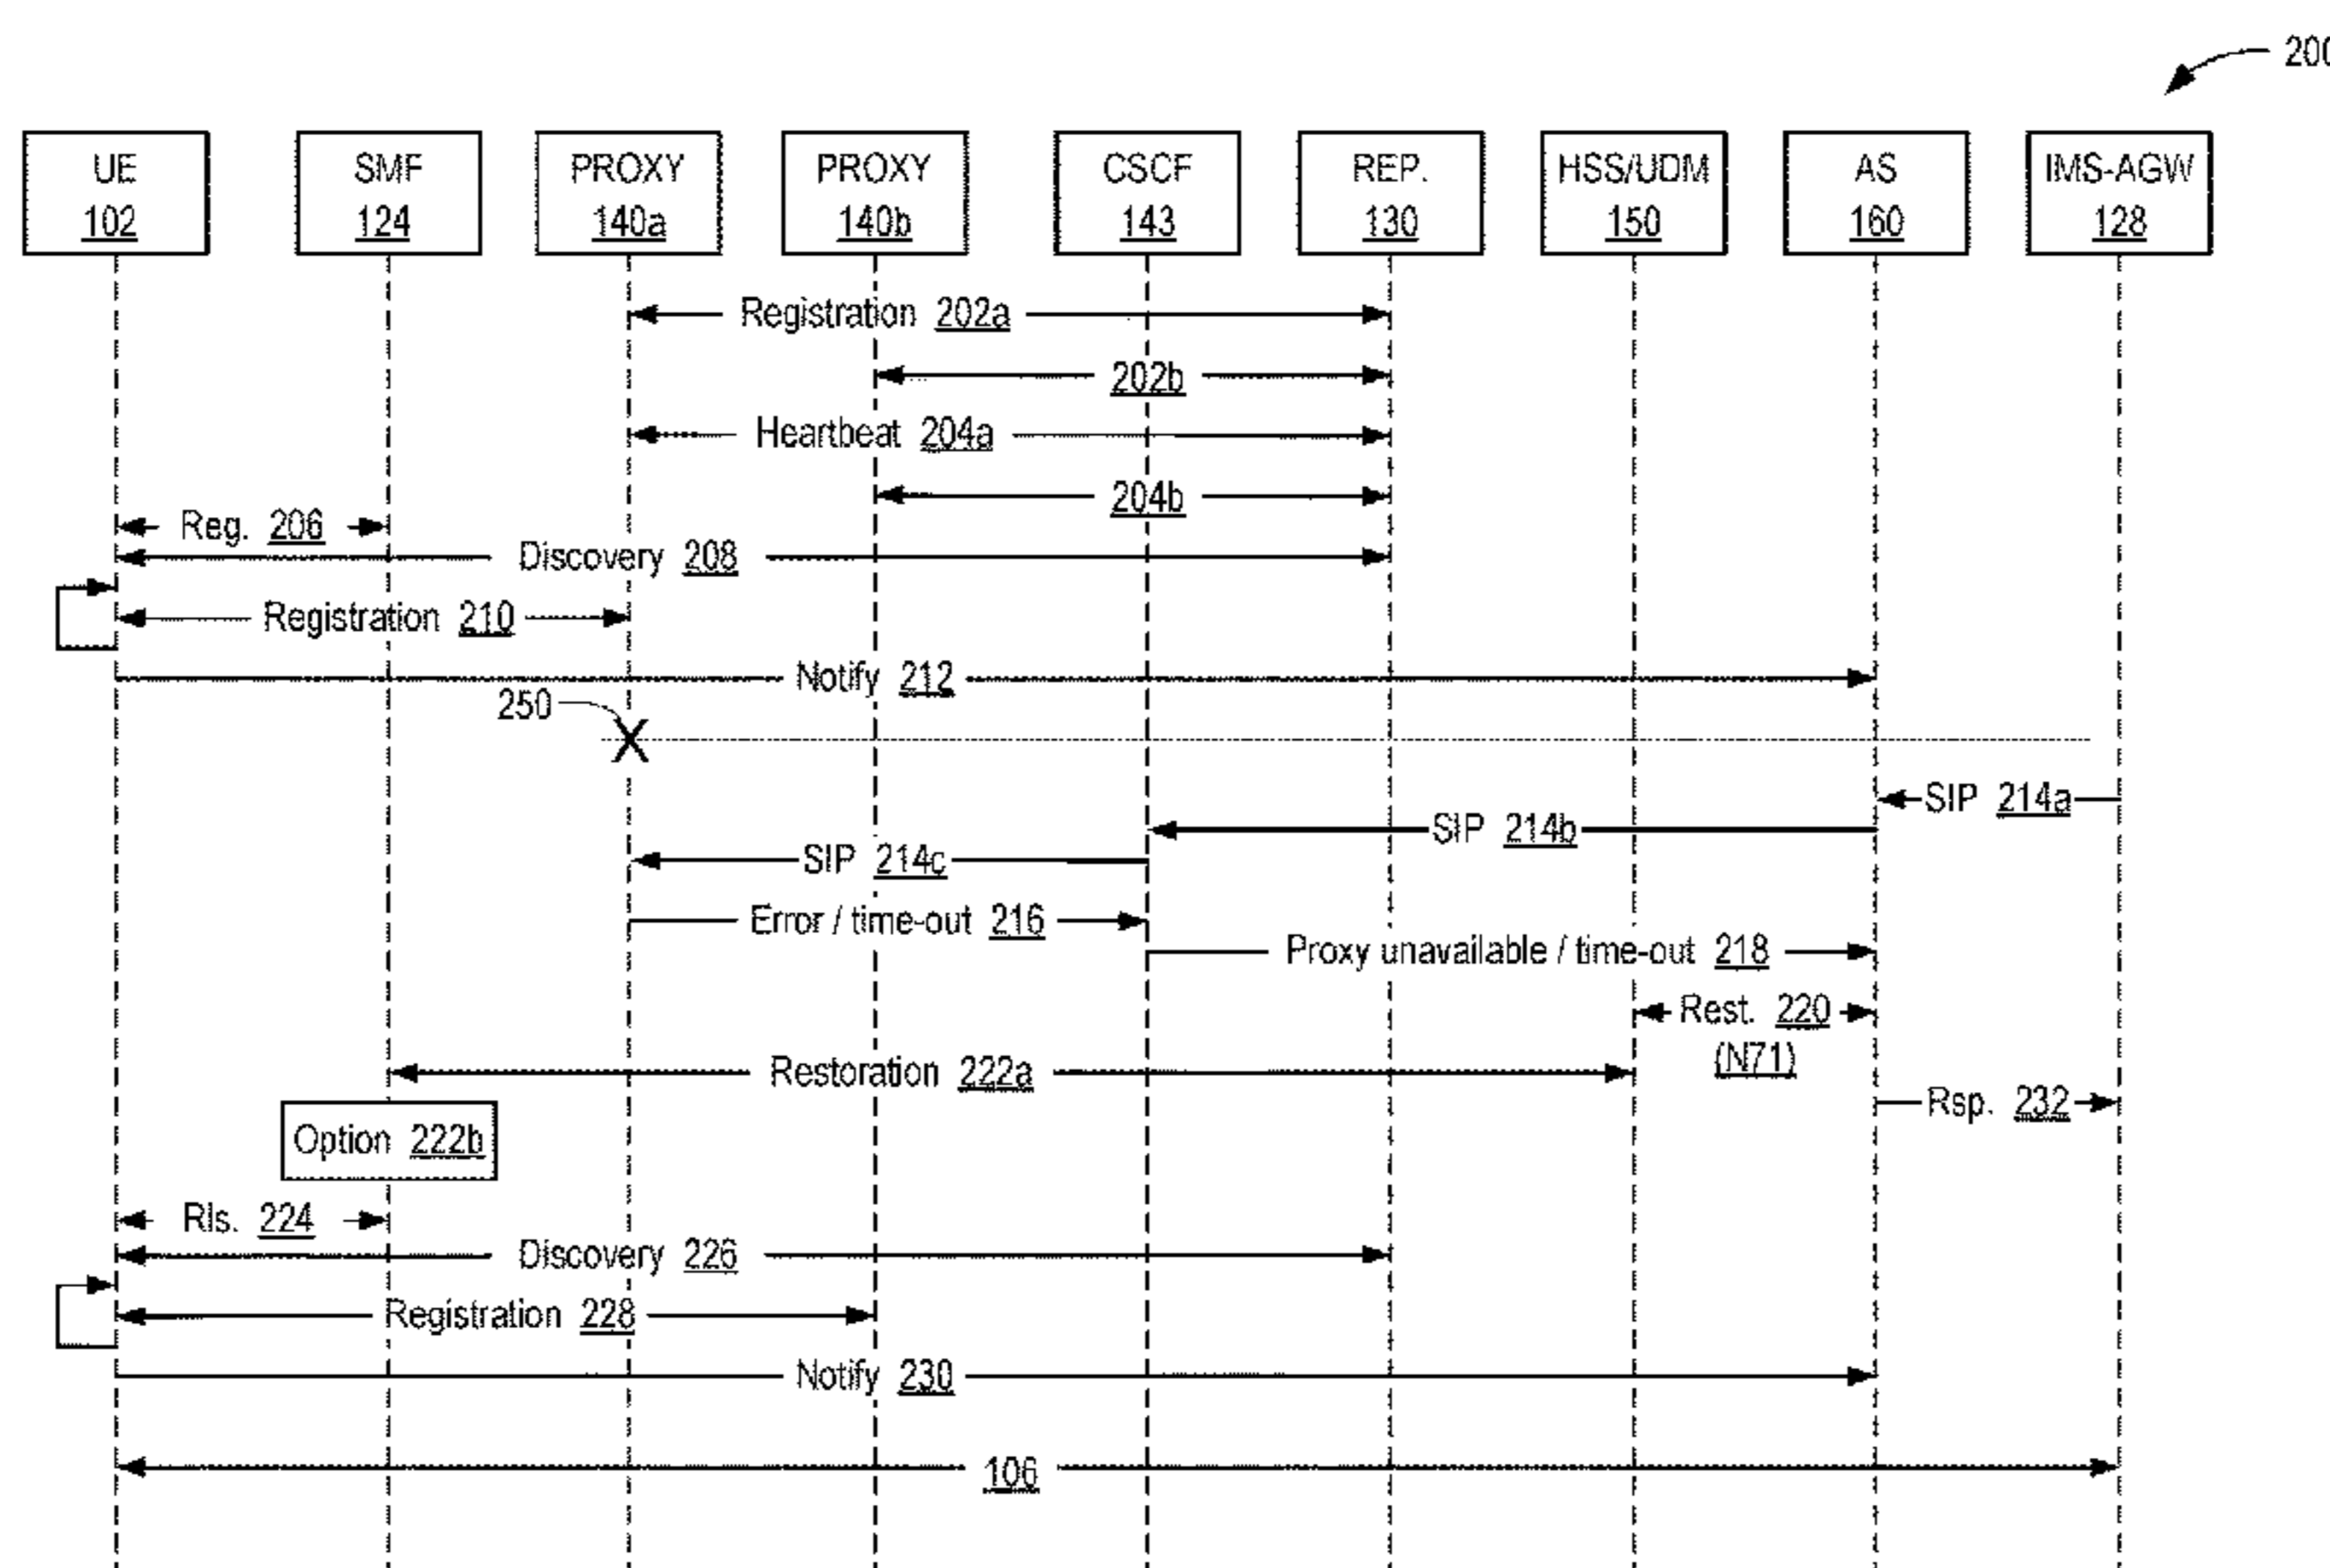 200
UE
102
SMF
124
PROXY
140a
PROXY
140b
CSCF
143
REP.
130
HSS/UDM
150
AS
160
IMS-AGW
128
Registration 202a
202b
Heartbeat 204a
204b
Reg. 206
Discovery 208
Registration 210
Notify 212
250
X
SIP 214a
SIP 214b
SIP 214c
Error / time-out 216
Proxy unavailable / time-out 218
Rest. 220
(N71)
Restoration 222a
Rsp. 232
Option 222b
Rls. 224
Discovery 226
Registration 228
Notify 230
106